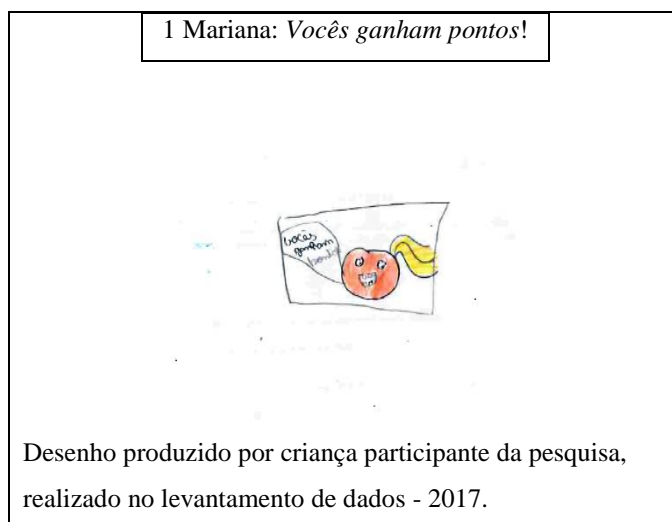 1 Mariana: Vocês ganham pontos!
vocês
ganham
pontos
Desenho produzido por criança participante da pesquisa,
realizado no levantamento de dados - 2017.